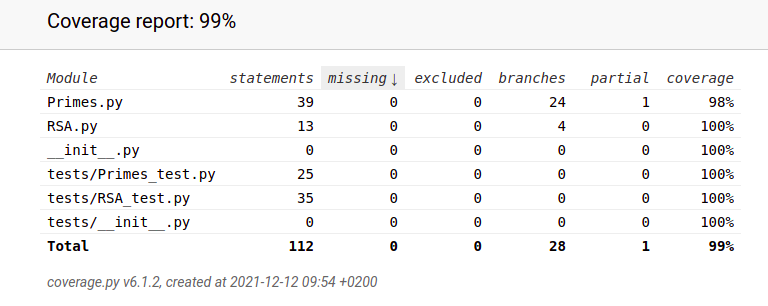 Coverage report: 99%
Module statements missing ↓ excluded branches partial coverage
Primes.py 39 0 0 24 1 98%
RSA.py 13 0 0 4 0 100%
__init__.py 0 0 0 0 0 100%
tests/Primes_test.py 25 0 0 0 0 100%
tests/RSA_test.py 35 0 0 0 0 100%
tests/__init__.py 0 0 0 0 0 100%
Total 112 0 0 28 1 99%
coverage.py v6.1.2, created at 2021-12-12 09:54 +0200